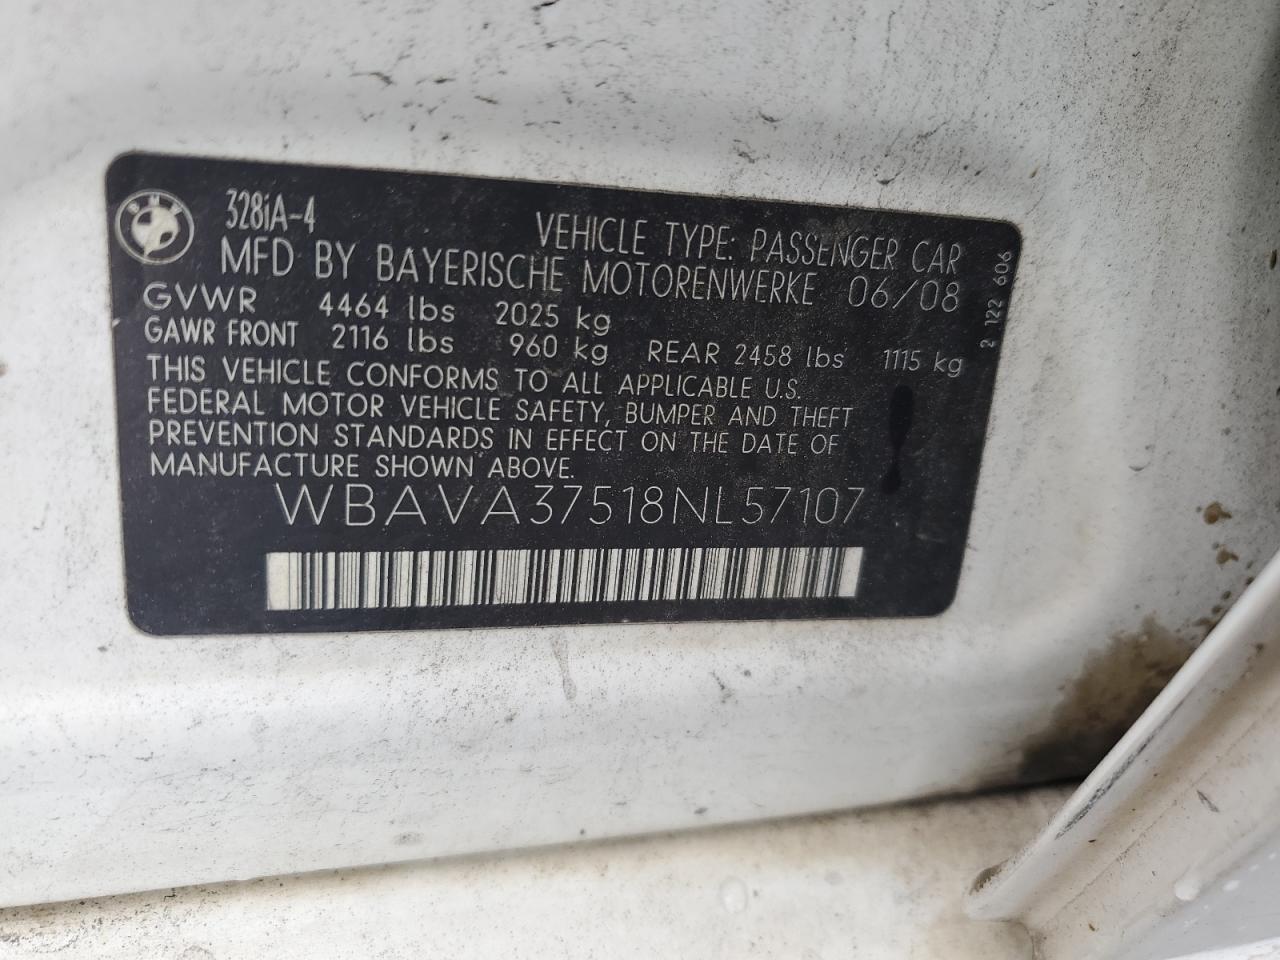 BMW
328iA-4
VEHICLE TYPE: PASSENGER CAR
MFD BY BAYERISCHE MOTORENWERKE 06/08
GVWR 4464 lbs 2025 kg
GAWR FRONT 2116 lbs 960 kg REAR 2458 lbs 1115 kg
THIS VEHICLE CONFORMS TO ALL APPLICABLE U.S.
FEDERAL MOTOR VEHICLE SAFETY, BUMPER AND THEFT
PREVENTION STANDARDS IN EFFECT ON THE DATE OF
MANUFACTURE SHOWN ABOVE.
WBAVA37518NL57107
2 122 606